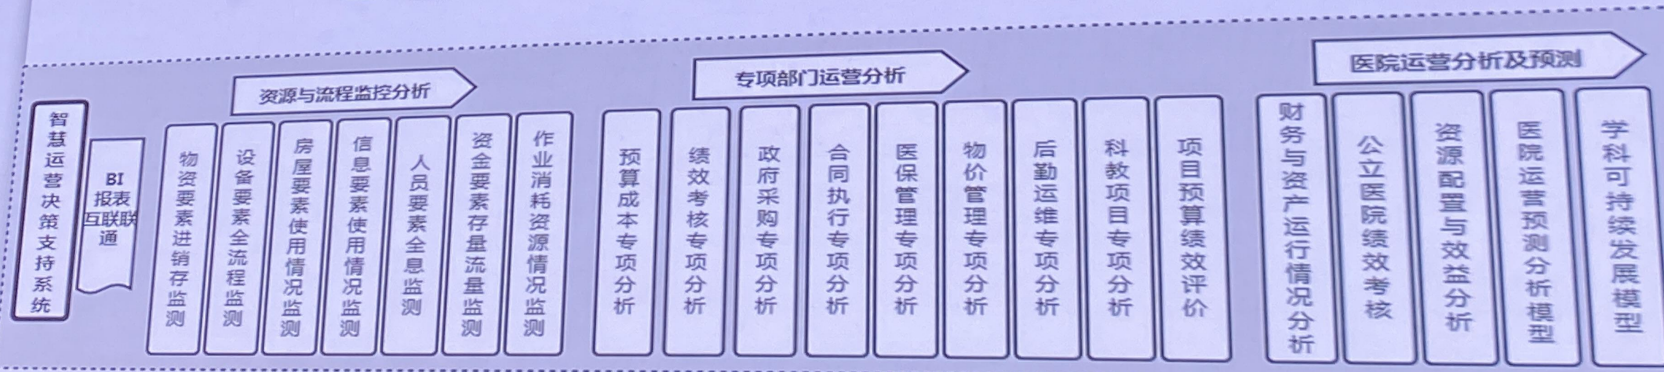 智慧运营决策支持系统
BI
报表
互联联
通
资源与流程监控分析
物资要素进销存监测
设备要素全流程监测
房屋要素使用情况监测
信息要素使用情况监测
人员要素全息监测
资金要素存量流量监测
作业消耗资源情况监测
专项部门运营分析
预算成本专项分析
绩效考核专项分析
政府采购专项分析
合同执行专项分析
医保管理专项分析
物价管理专项分析
后勤运维专项分析
科教项目专项分析
项目预算绩效评价
医院运营分析及预测
财务与资产运行情况分析
公立医院绩效考核
资源配置与效益分析
医院运营预测分析模型
学科可持续发展模型